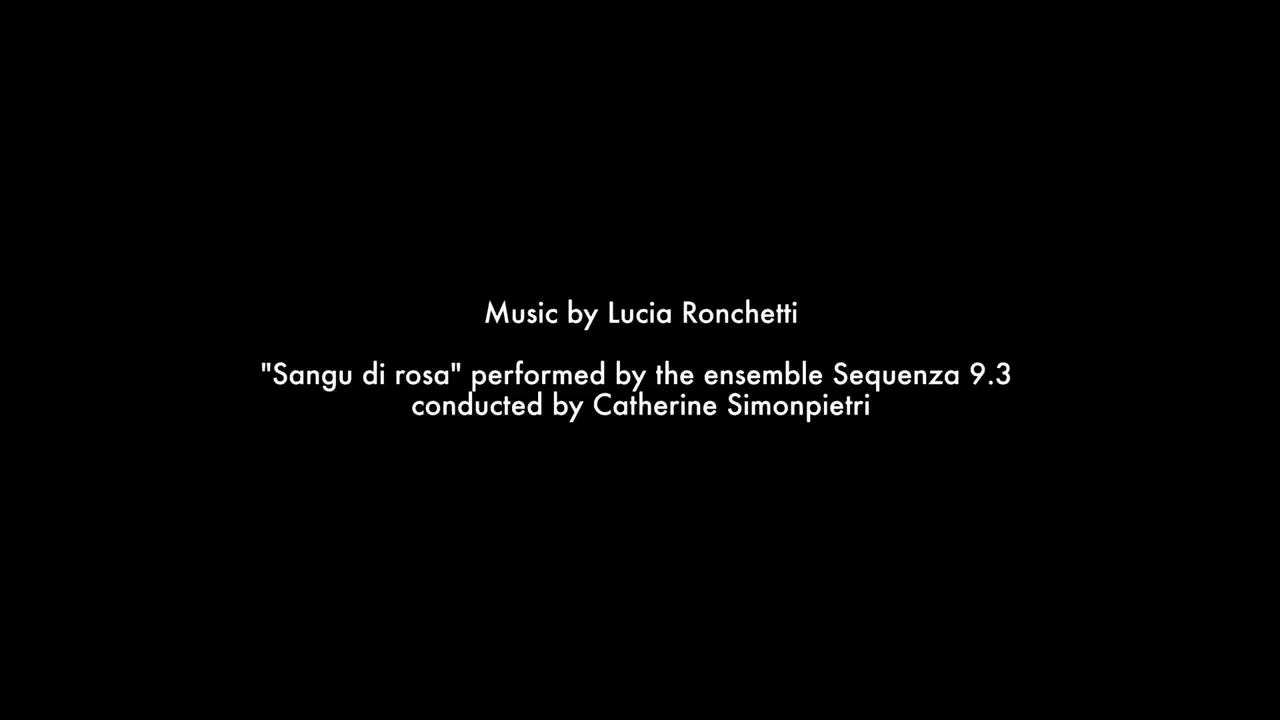 Music by Lucia Ronchetti
"Sangu di rosa" performed by the ensemble Sequenza 9.3
conducted by Catherine Simonpietri